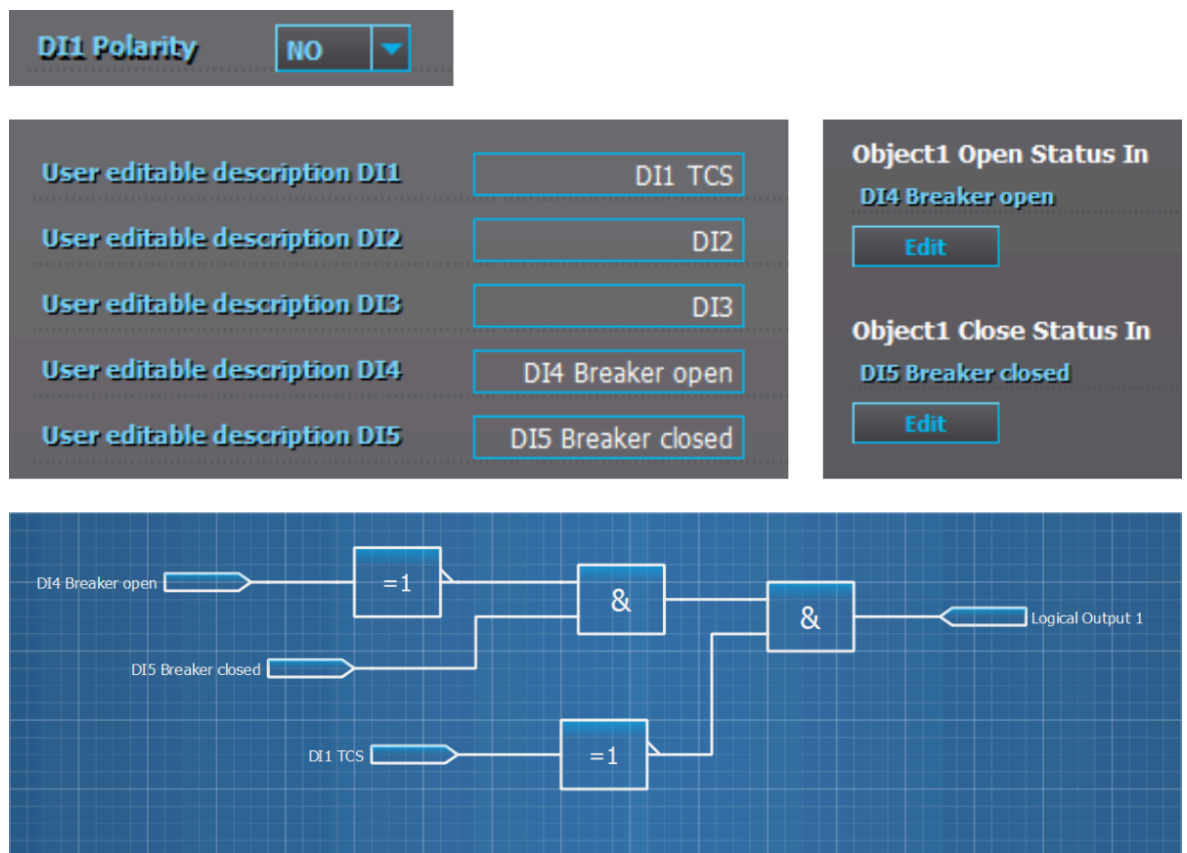 DI1 Polarity NO
User editable description DI1 DI1 TCS
User editable description DI2 DI2
User editable description DI3 DI3
User editable description DI4 DI4 Breaker open
User editable description DI5 DI5 Breaker closed
Object1 Open Status In
DI4 Breaker open
Edit
Object1 Close Status In
DI5 Breaker closed
Edit
DI4 Breaker open =1 & & Logical Output 1
DI5 Breaker closed
DI1 TCS =1